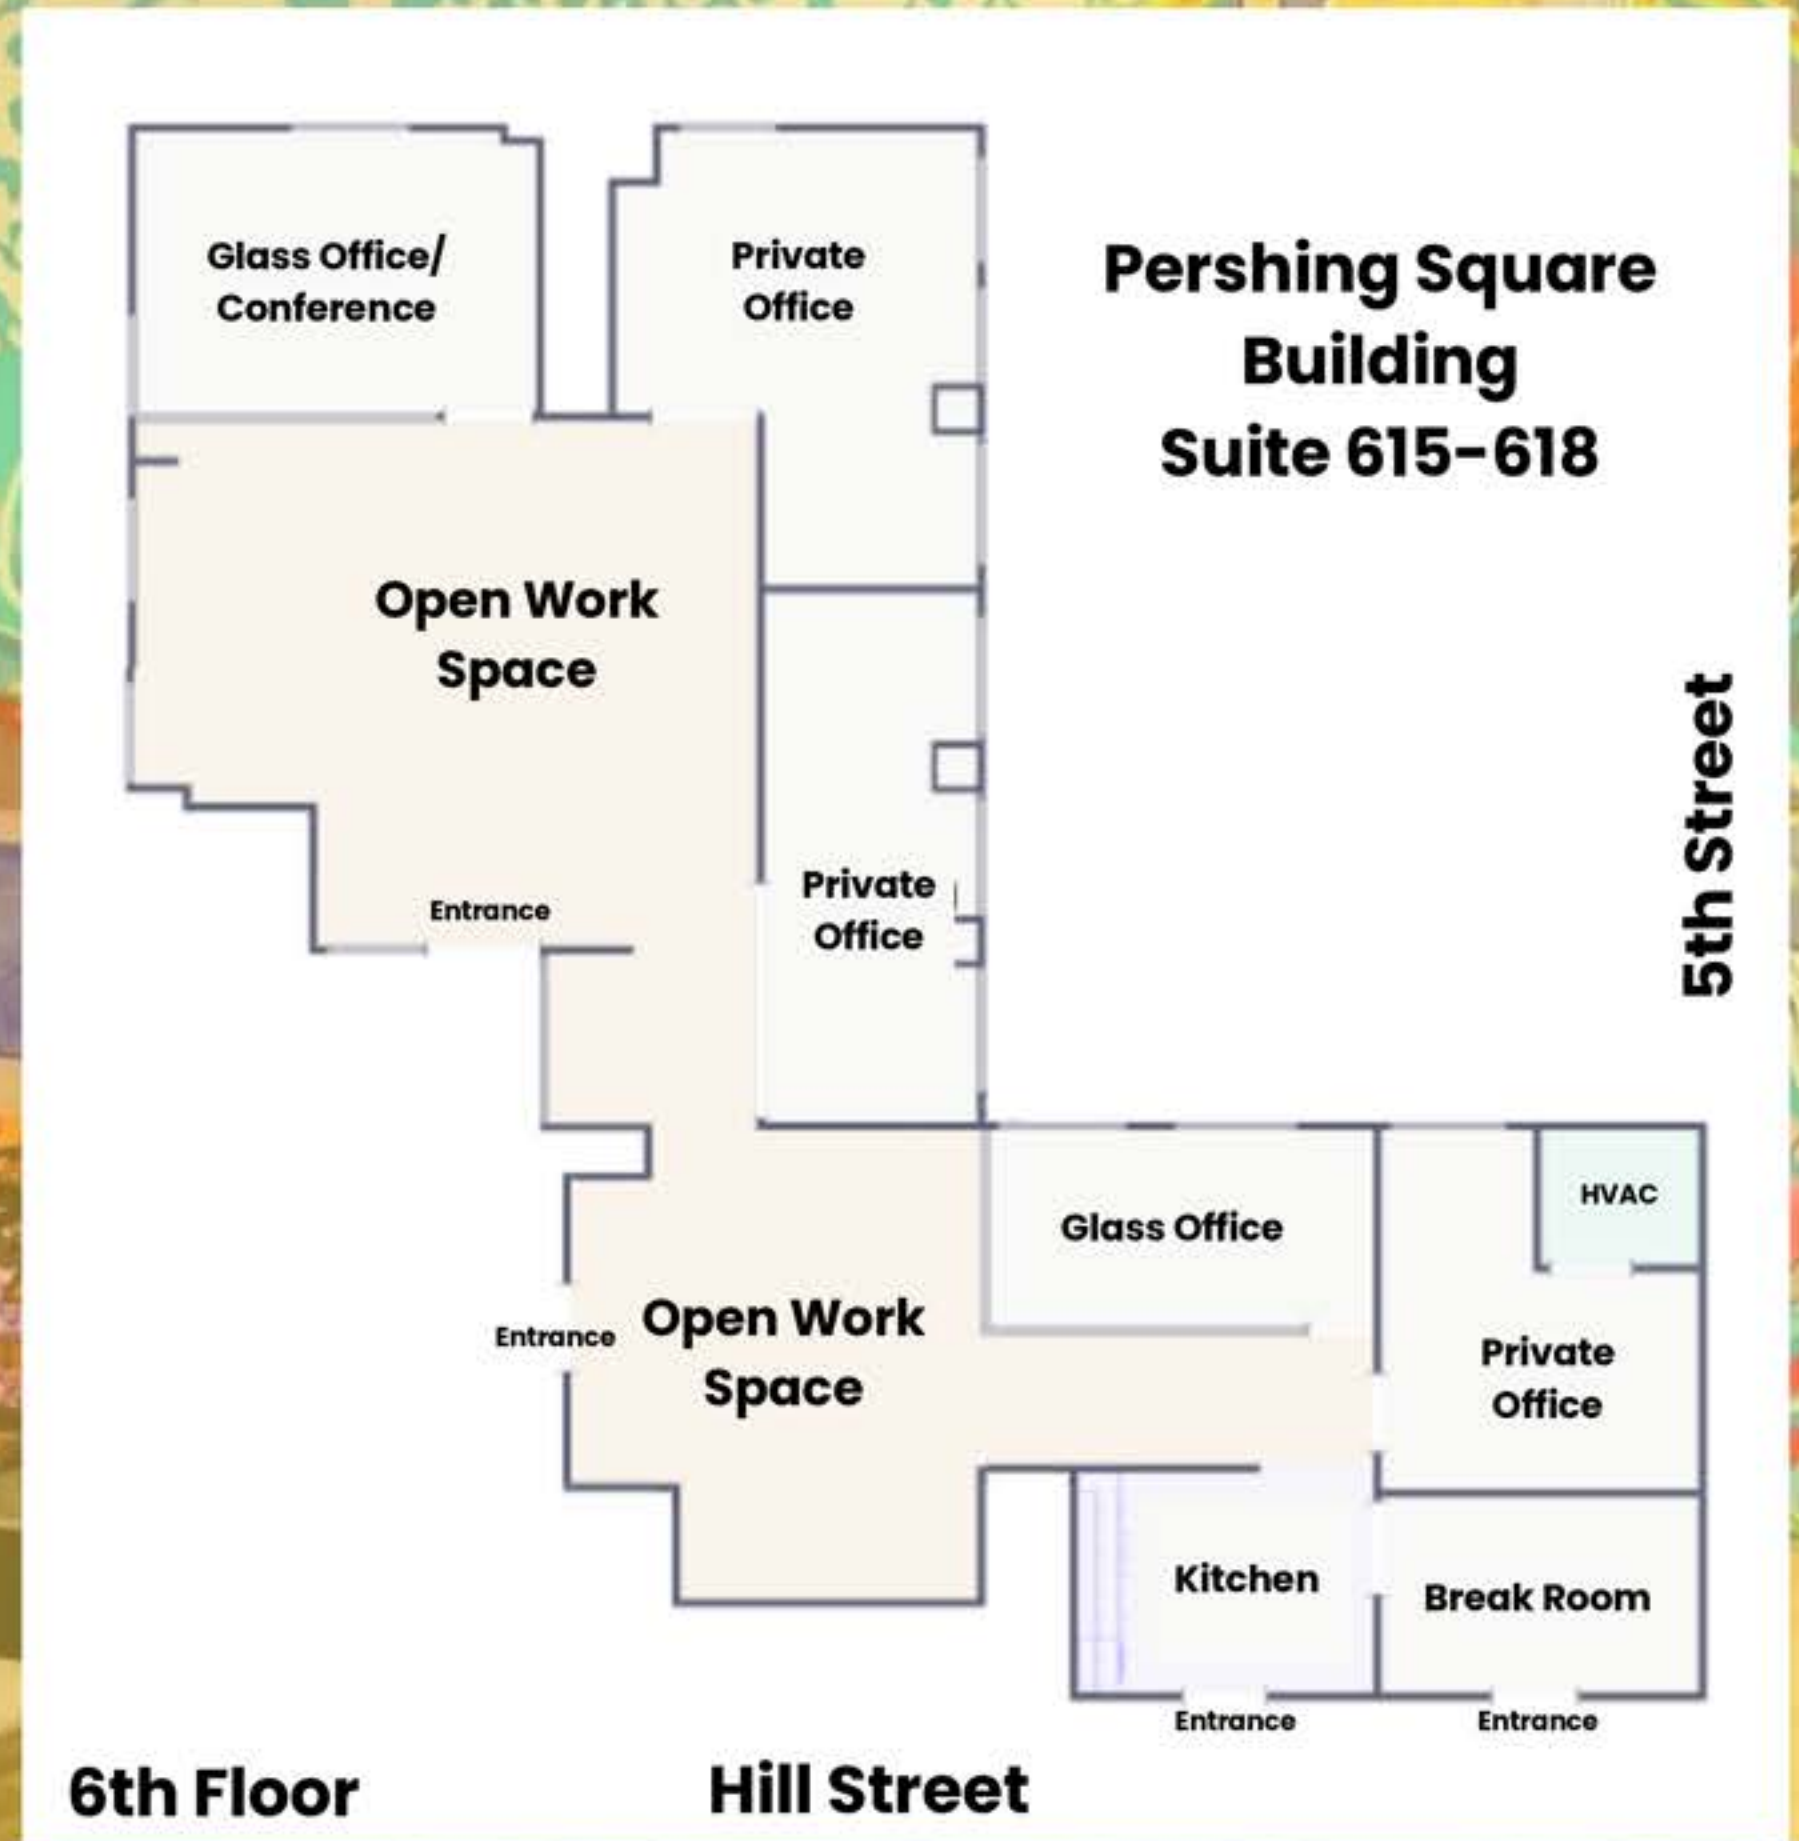 Glass Office/
Conference
Private
Office
Pershing Square
Building
Suite 615-618
Open Work
Space
5th Street
Private
Office
Entrance
HVAC
Glass Office
Open Work
Space
Entrance
Private
Office
Kitchen
Break Room
Entrance
Entrance
6th Floor
Hill Street